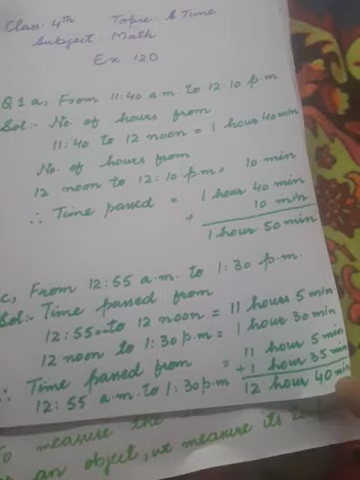 Class: 4th Topic: Time
Subject: Math
Ex 120
Q1 a, From 11:40 a.m. to 12:10 p.m
Sol:- No. of hours from
11:40 to 12 noon = 1 hour 40min
No. of hours from
12 noon to 12:10 p.m. = 10 min
∴ Time passed = 1 hour 40 min
+ 10 min
1 hour 50 min
c, From 12:55 a.m. to 1:30 p.m.
Sol:- Time passed from
12:55 to 12 noon = 11 hours 5 min
12 noon to 1:30 p.m = 1 hour 30 min
∴ Time passed from = 11 hour 5 min
12:55 a.m. to 1:30 p.m + 1 hour 35 min
12 hour 40 min
To measure the
an object, we measure its